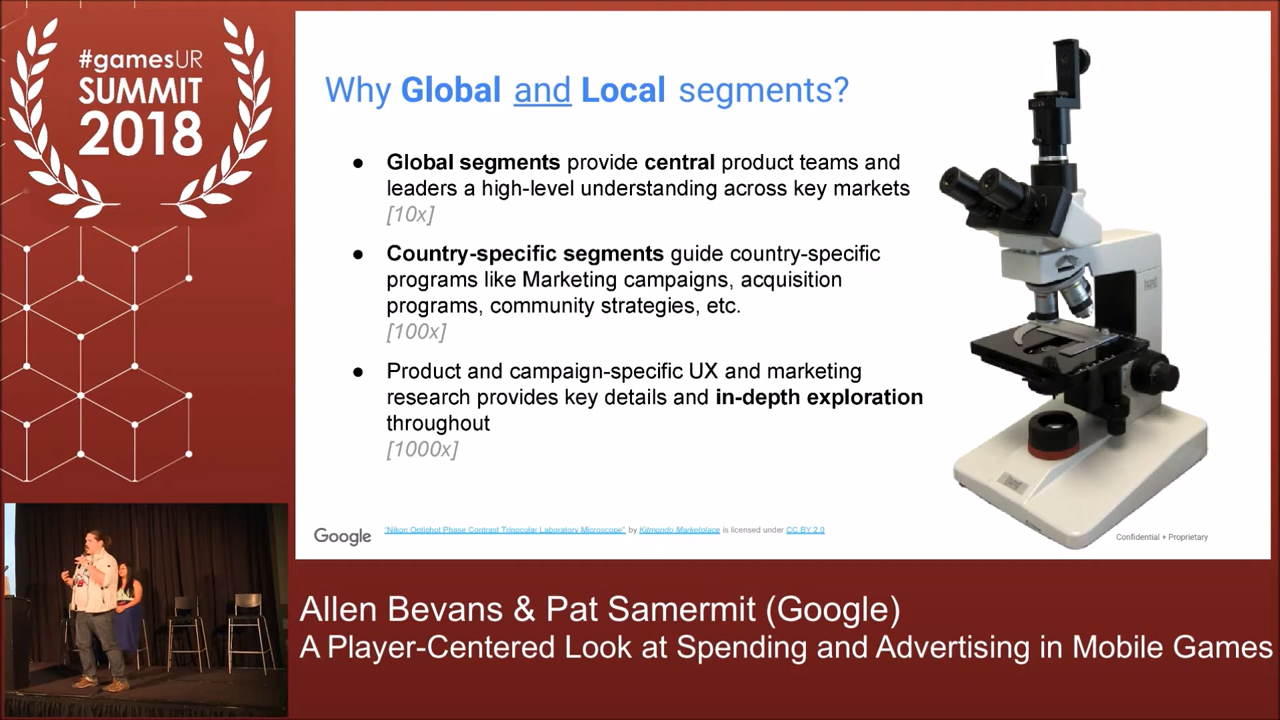 #gamesUR
SUMMIT
2018
Why Global and Local segments?
● Global segments provide central product teams and
leaders a high-level understanding across key markets
[10x]
● Country-specific segments guide country-specific
programs like Marketing campaigns, acquisition
programs, community strategies, etc.
[100x]
● Product and campaign-specific UX and marketing
research provides key details and in-depth exploration
throughout
[1000x]
Google
"Nikon Optiphot Phase Contrast Trinocular Laboratory Microscope" by Kitmondo Marketplace is licensed under CC BY 2.0
Confidential + Proprietary
Allen Bevans & Pat Samermit (Google)
A Player-Centered Look at Spending and Advertising in Mobile Games